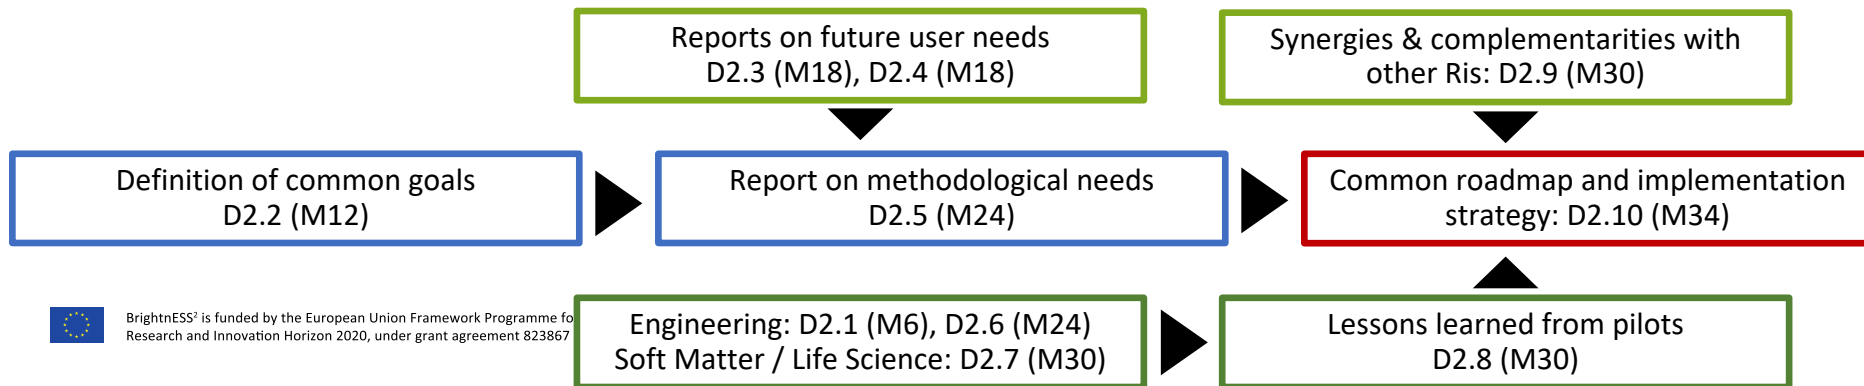 Reports on future user needs
D2.3 (M18), D2.4 (M18)
Synergies & complementarities with
other Ris: D2.9 (M30)
Definition of common goals
D2.2 (M12)
Report on methodological needs
D2.5 (M24)
Common roadmap and implementation
strategy: D2.10 (M34)
BrightnESS² is funded by the European Union Framework Programme fo
Research and Innovation Horizon 2020, under grant agreement 823867
Engineering: D2.1 (M6), D2.6 (M24)
Soft Matter / Life Science: D2.7 (M30)
Lessons learned from pilots
D2.8 (M30)